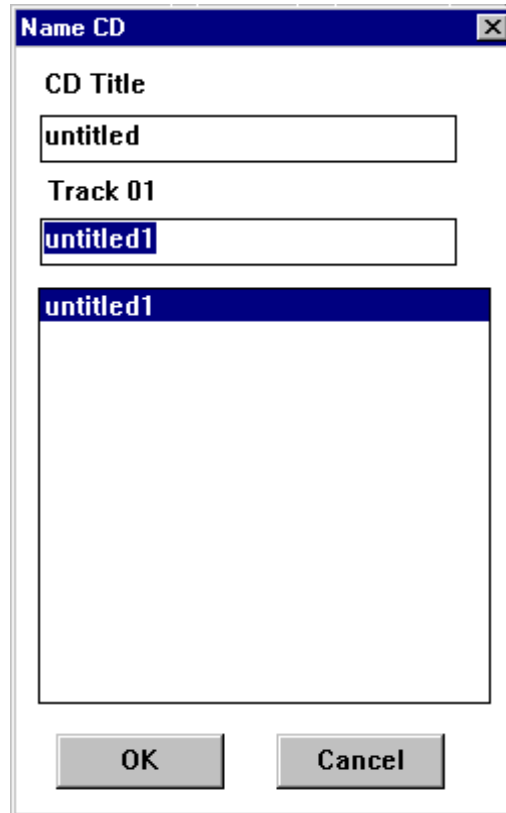 Name CD
CD Title
untitled
Track 01
untitled1
untitled1
OK Cancel